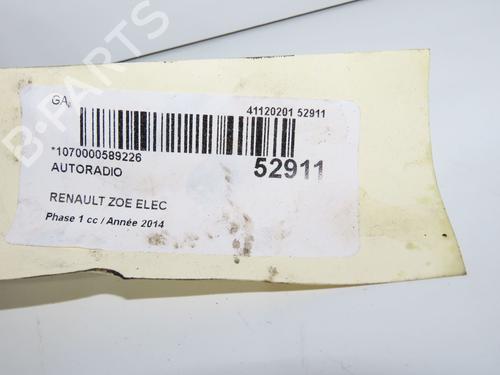 GA
41120201 52911
*1070000589226
52911
AUTORADIO
RENAULT ZOE ELEC
Phase 1 cc / Année 2014
B-PARTS